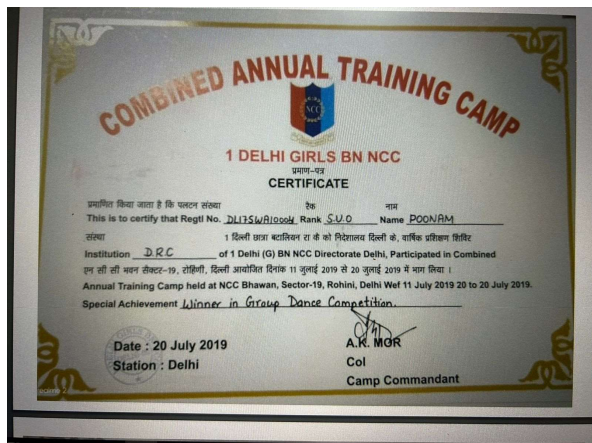 COMBINED ANNUAL TRAINING CAMP
NCC
1 DELHI GIRLS BN NCC
प्रमाण-पत्र
CERTIFICATE
प्रमाणित किया जाता है कि पलटन संख्या रैंक नाम
This is to certify that Regtl No. DL17SWA10004 Rank S.U.O Name POONAM
संस्था 1 दिल्ली छात्रा बटालियन रा के को निदेशालय दिल्ली के, वार्षिक प्रशिक्षण शिविर
Institution D.R.C of 1 Delhi (G) BN NCC Directorate Delhi, Participated in Combined
एन सी सी भवन सैक्टर-19, रोहिणी, दिल्ली आयोजित दिनांक 11 जुलाई 2019 से 20 जुलाई 2019 में भाग लिया ।
Annual Training Camp held at NCC Bhawan, Sector-19, Rohini, Delhi Wef 11 July 2019 20 to 20 July 2019.
Special Achievement Winner in Group Dance Competition.
Date : 20 July 2019 A.K. MOR
Station : Delhi Col
Camp Commandant